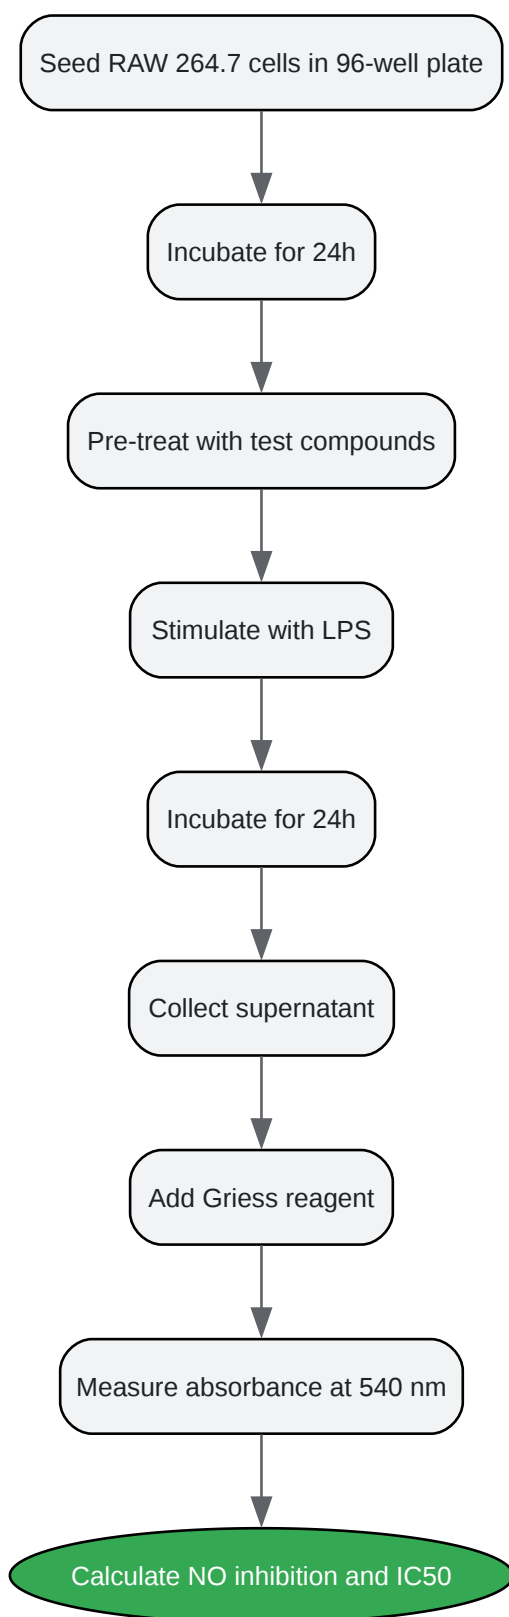 Seed RAW 264.7 cells in 96-well plate
Incubate for 24h
Pre-treat with test compounds
Stimulate with LPS
Incubate for 24h
Collect supernatant
Add Griess reagent
Measure absorbance at 540 nm
Calculate NO inhibition and IC50